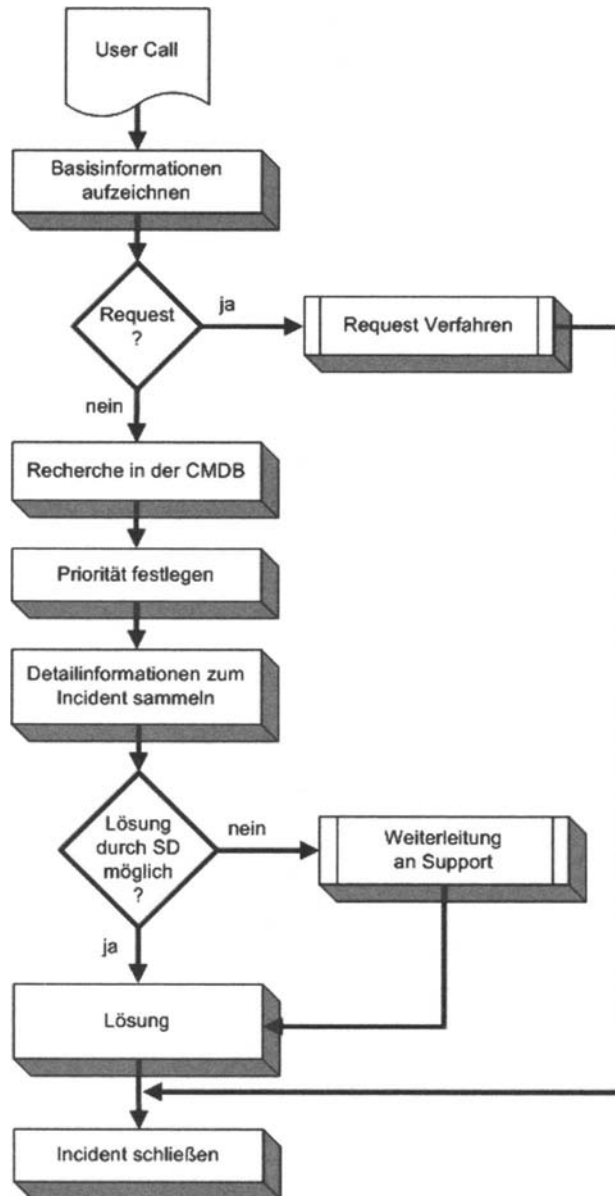 User Call
Basisinformationen
aufzeichnen
Request
?
ja
Request Verfahren
nein
Recherche in der CMDB
Priorität festlegen
Detailinformationen zum
Incident sammeln
Lösung
durch SD
möglich
?
nein
Weiterleitung
an Support
ja
Lösung
Incident schließen